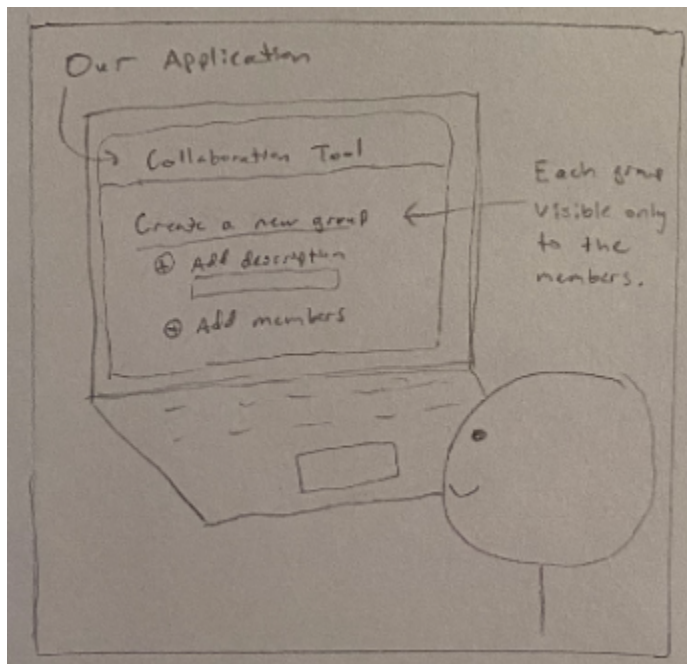 Our Application
Collaboration Tool
Create a new group
Add description
Add members
Each group
visible only
to the
members.